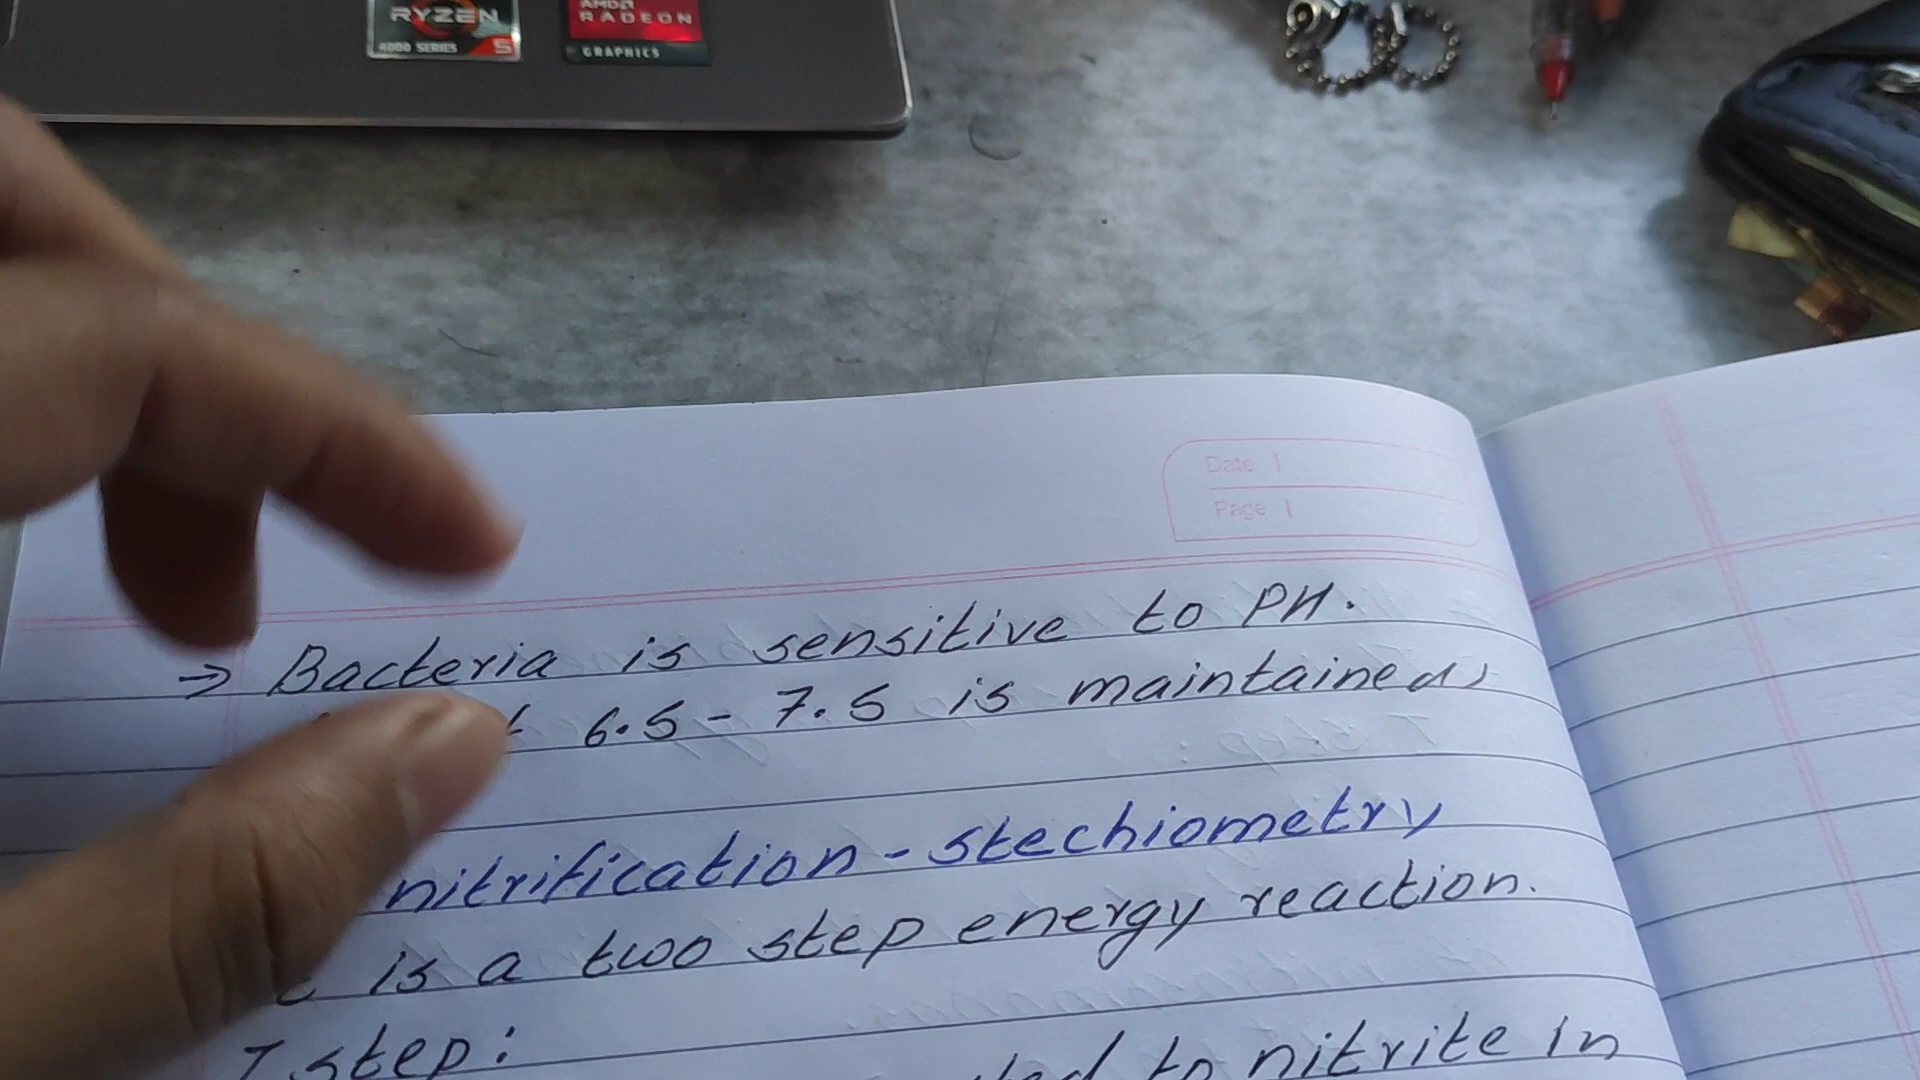 RYZEN
4000 SERIES 5
AMD
RADEON
GRAPHICS
Date
Page
→ Bacteria is sensitive to PH.
6.5 - 7.5 is maintained,
nitrification - stechiometry
is a two step energy reaction.
I step:
to nitrite in